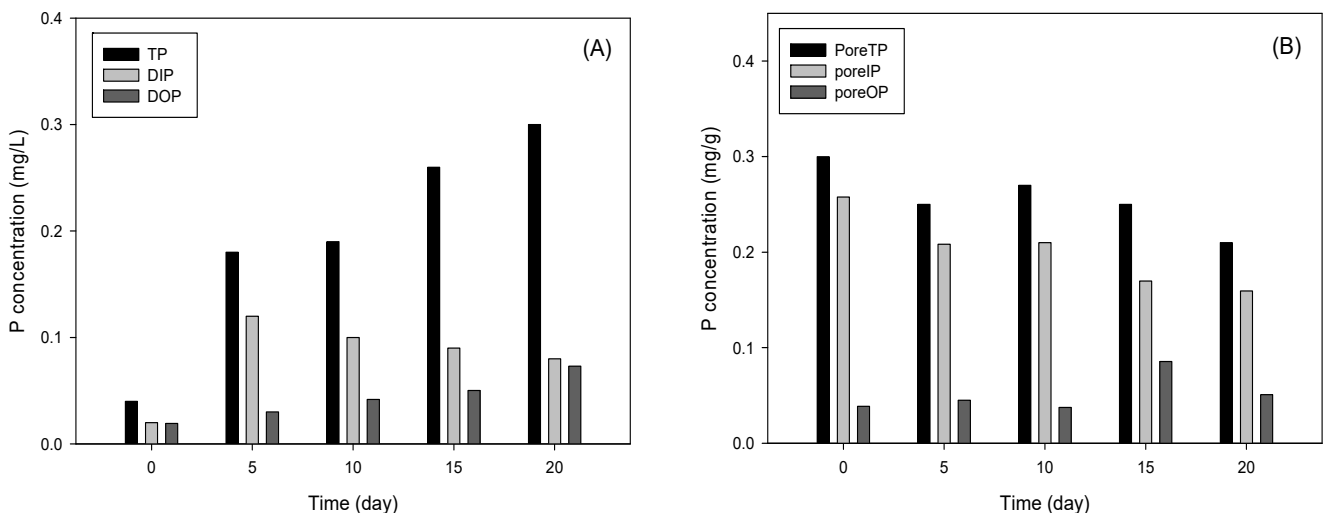 (A)
TP
DIP
DOP
P concentration (mg/L)
0.4
0.3
0.2
0.1
0.0
0 5 10 15 20
Time (day)
(B)
PoreTP
poreIP
poreOP
P concentration (mg/g)
0.4
0.3
0.2
0.1
0.0
0 5 10 15 20
Time (day)